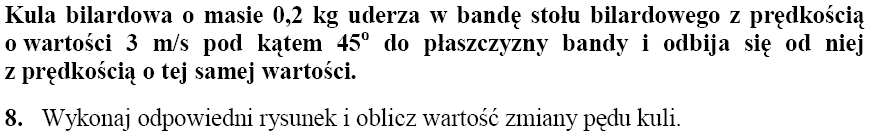 Kula bilardowa o masie 0,2 kg uderza w bandę stołu bilardowego z prędkością
o wartości 3 m/s pod kątem 45° do płaszczyzny bandy i odbija się od niej
z prędkością o tej samej wartości.
8. Wykonaj odpowiedni rysunek i oblicz wartość zmiany pędu kuli.